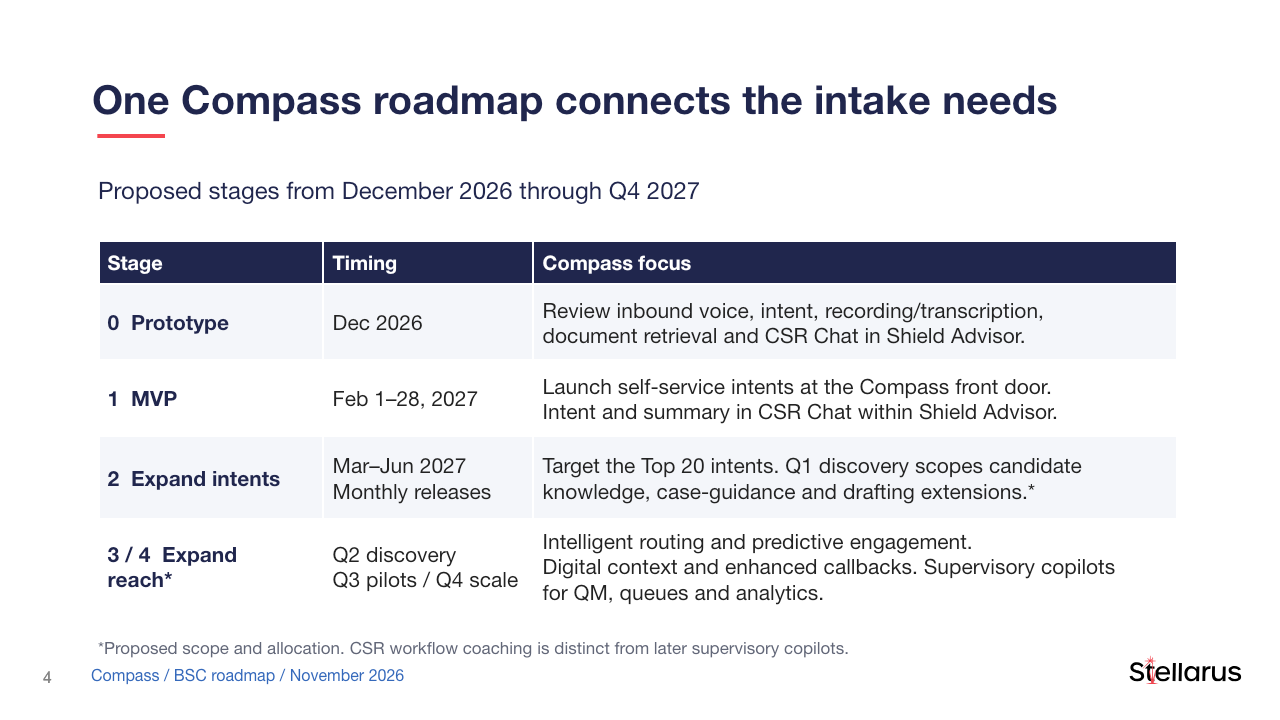 One Compass roadmap connects the intake needs
Proposed stages from December 2026 through Q4 2027
Stage
Timing
Compass focus
0 Prototype
Dec 2026
Review inbound voice, intent, recording/transcription,
document retrieval and CSR Chat in Shield Advisor.
1 MVP
Feb 1–28, 2027
Launch self-service intents at the Compass front door.
Intent and summary in CSR Chat within Shield Advisor.
2 Expand intents
Mar–Jun 2027
Monthly releases
Target the Top 20 intents. Q1 discovery scopes candidate
knowledge, case-guidance and drafting extensions.*
3 / 4 Expand
reach*
Q2 discovery
Q3 pilots / Q4 scale
Intelligent routing and predictive engagement.
Digital context and enhanced callbacks. Supervisory copilots
for QM, queues and analytics.
*Proposed scope and allocation. CSR workflow coaching is distinct from later supervisory copilots.
4
Compass / BSC roadmap / November 2026
Stellarus